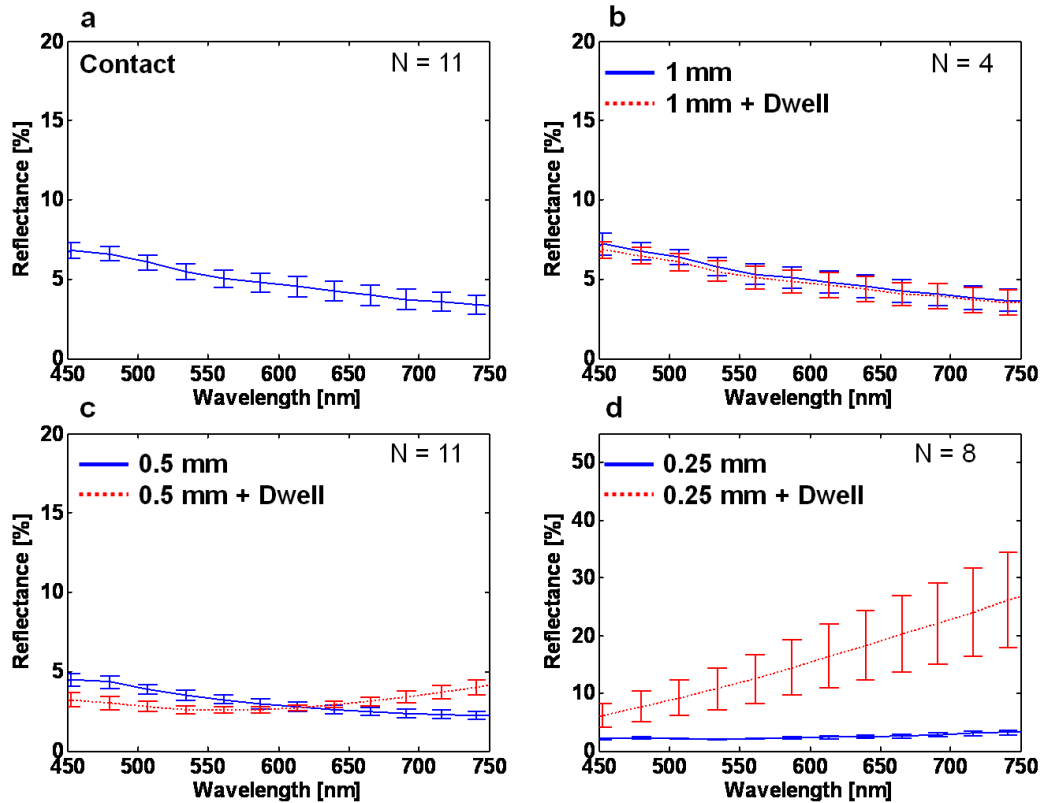 a
20
15
10
5
0
Reflectance [%]
Contact
N = 11
450 500 550 600 650 700 750
Wavelength [nm]
b
20
15
10
5
0
Reflectance [%]
1 mm
1 mm + Dwell
N = 4
450 500 550 600 650 700 750
Wavelength [nm]
c
20
15
10
5
0
Reflectance [%]
0.5 mm
0.5 mm + Dwell
N = 11
450 500 550 600 650 700 750
Wavelength [nm]
d
50
40
30
20
10
0
Reflectance [%]
0.25 mm
0.25 mm + Dwell
N = 8
450 500 550 600 650 700 750
Wavelength [nm]